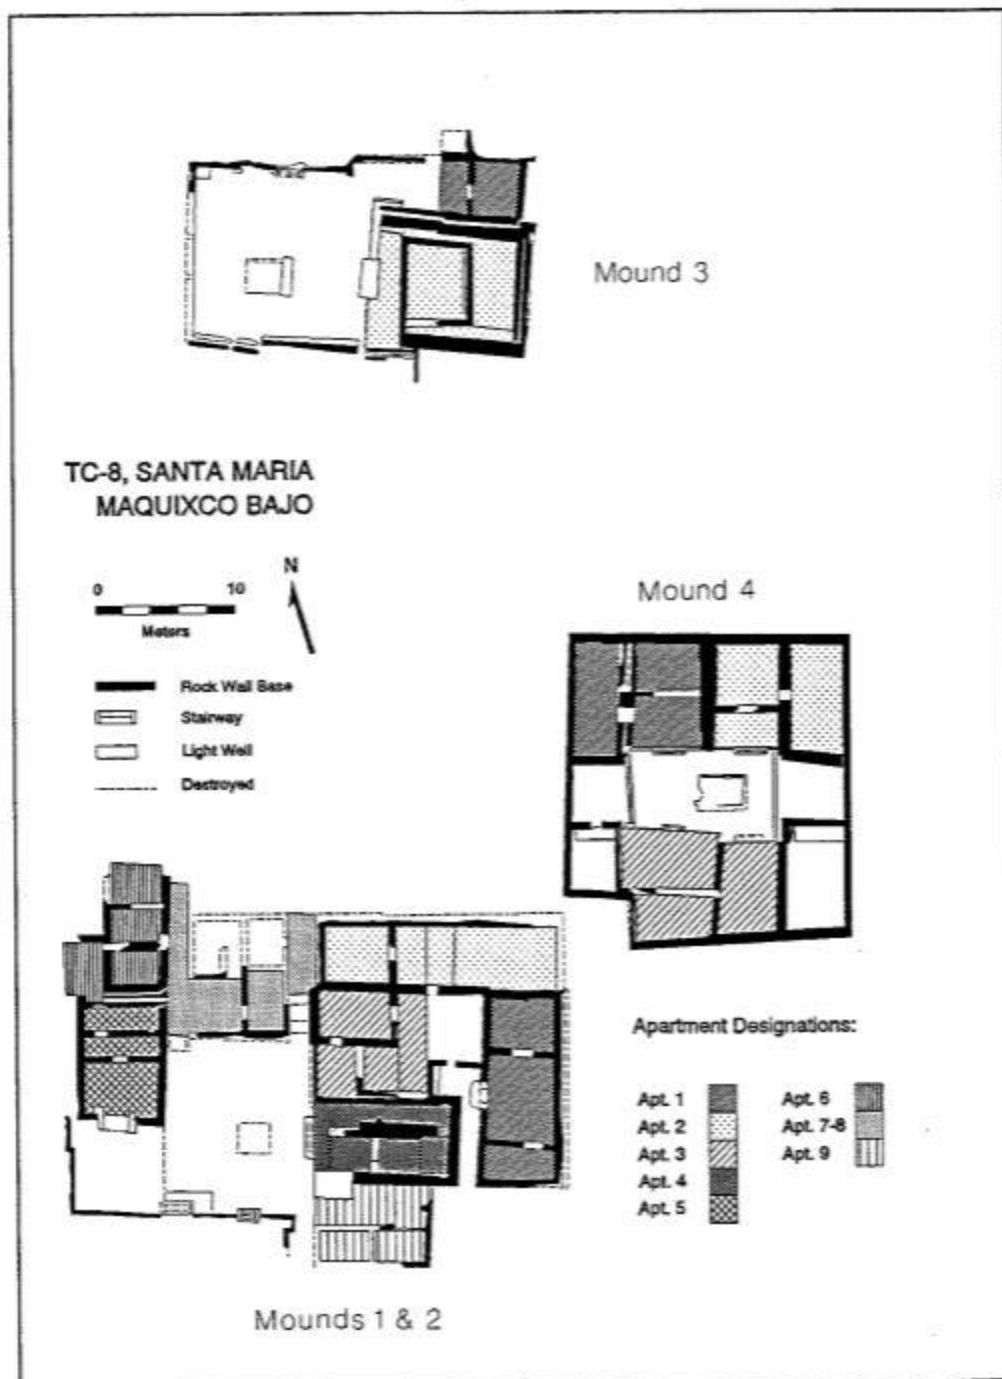 Mound 3
TC-8, SANTA MARIA
MAQUIXCO BAJO
N
0 10
Meters
Rock Wall Base
Stairway
Light Well
Destroyed
Mound 4
Apartment Designations:
Apt. 1
Apt. 2
Apt. 3
Apt. 4
Apt. 5
Apt. 6
Apt. 7-8
Apt. 9
Mounds 1 & 2